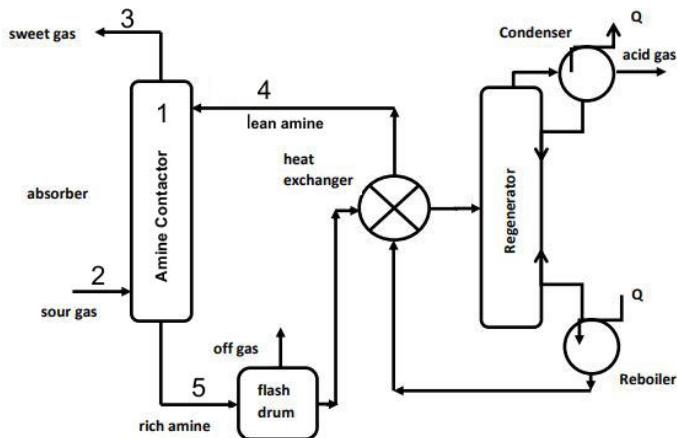 3
sweet gas
Condenser
Q
acid gas
1
4
lean amine
heat
exchanger
absorber
Amine Contactor
Regenerator
2
sour gas
Q
off gas
5
flash
drum
Reboiler
rich amine